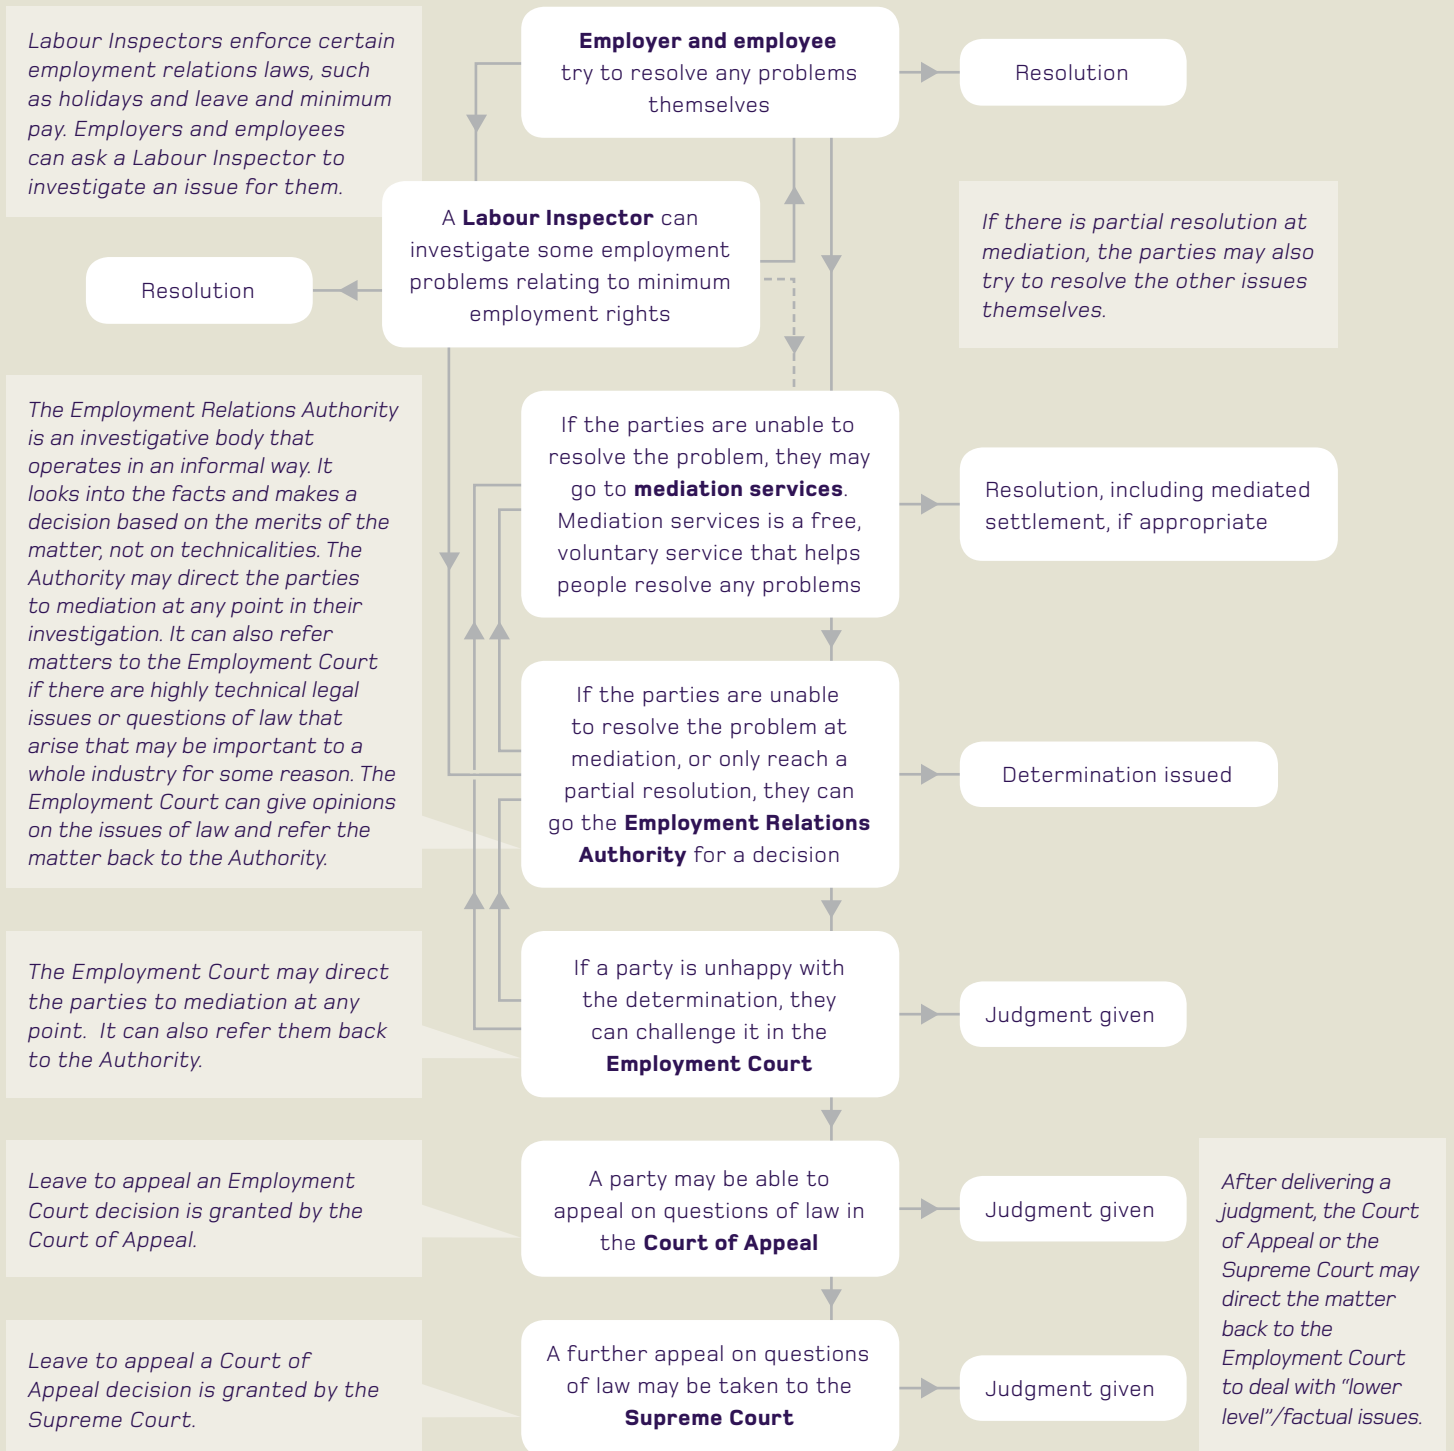 Labour Inspectors enforce certain
employment relations laws, such
as holidays and leave and minimum
pay. Employers and employees
can ask a Labour Inspector to
investigate an issue for them.
Employer and employee
try to resolve any problems
themselves
Resolution
A Labour Inspector can
investigate some employment
problems relating to minimum
employment rights
Resolution
If there is partial resolution at
mediation, the parties may also
try to resolve the other issues
themselves.
The Employment Relations Authority
is an investigative body that
operates in an informal way. It
looks into the facts and makes a
decision based on the merits of the
matter, not on technicalities. The
Authority may direct the parties
to mediation at any point in their
investigation. It can also refer
matters to the Employment Court
if there are highly technical legal
issues or questions of law that
arise that may be important to a
whole industry for some reason. The
Employment Court can give opinions
on the issues of law and refer the
matter back to the Authority.
If the parties are unable to
resolve the problem, they may
go to mediation services.
Mediation services is a free,
voluntary service that helps
people resolve any problems
Resolution, including mediated
settlement, if appropriate
If the parties are unable
to resolve the problem at
mediation, or only reach a
partial resolution, they can
go the Employment Relations
Authority for a decision
Determination issued
The Employment Court may direct
the parties to mediation at any
point. It can also refer them back
to the Authority.
If a party is unhappy with
the determination, they
can challenge it in the
Employment Court
Judgment given
Leave to appeal an Employment
Court decision is granted by the
Court of Appeal.
A party may be able to
appeal on questions of law in
the Court of Appeal
Judgment given
After delivering a
judgment, the Court
of Appeal or the
Supreme Court may
direct the matter
back to the
Employment Court
to deal with “lower
level”/factual issues.
Leave to appeal a Court of
Appeal decision is granted by the
Supreme Court.
A further appeal on questions
of law may be taken to the
Supreme Court
Judgment given